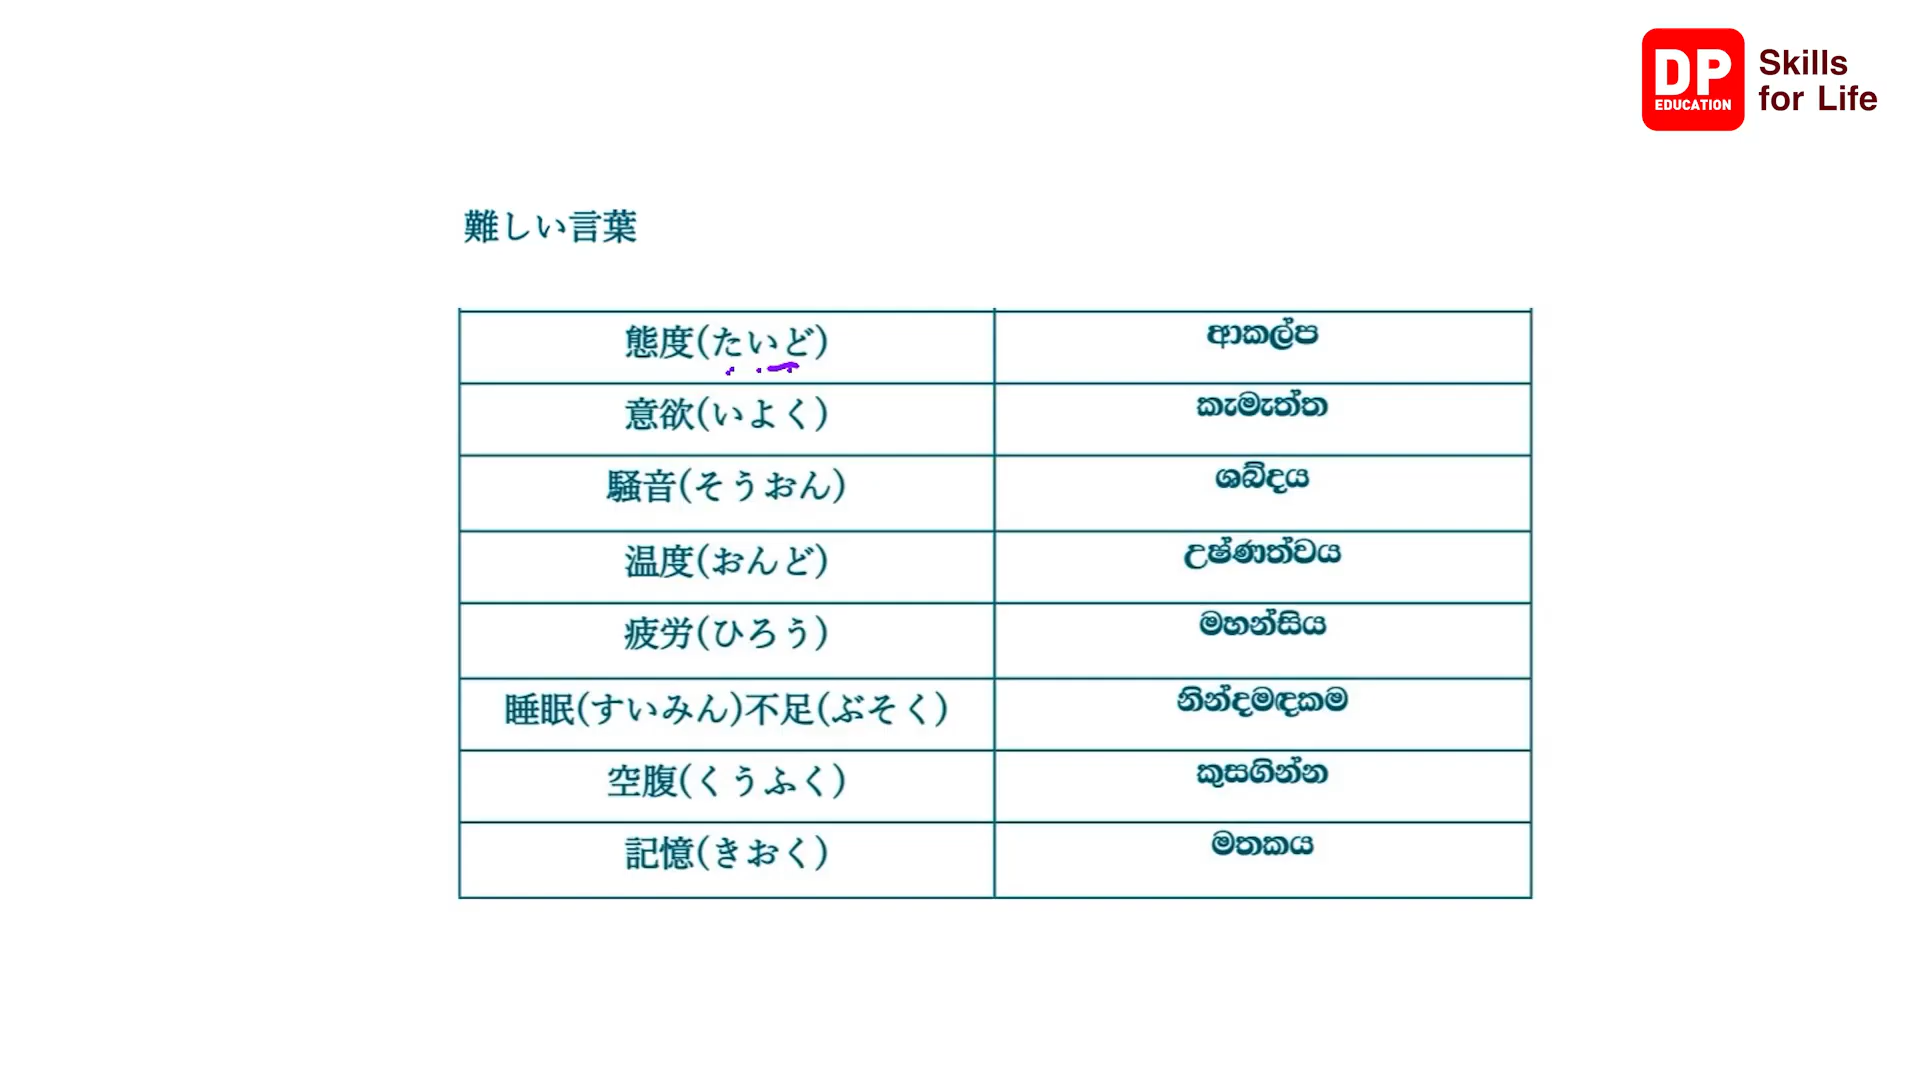 DP
EDUCATION
Skills
for Life
難しい言葉
態度(たいど) ආකල්ප
意欲(いよく) කැමැත්ත
騒音(そうおん) ශබ්දය
温度(おんど) උෂ්ණත්වය
疲労(ひろう) මහන්සිය
睡眠(すいみん)不足(ぶそく) නින්දමඳකම
空腹(くうふく) කුසගින්න
記憶(きおく) මතකය